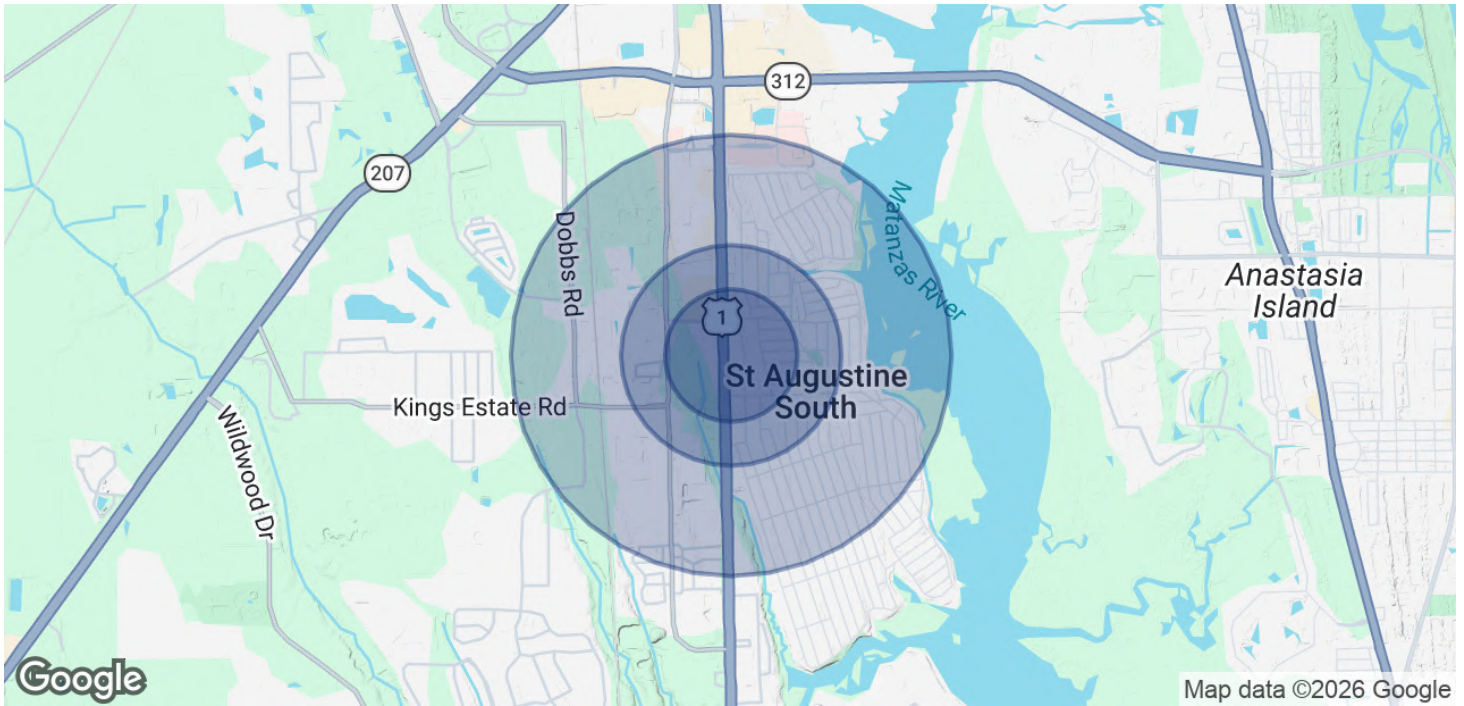 312
207
Dobbs Rd
Matanzas River
Anastasia
Island
1
St Augustine
South
Kings Estate Rd
Wildwood Dr
Google
Map data ©2026 Google